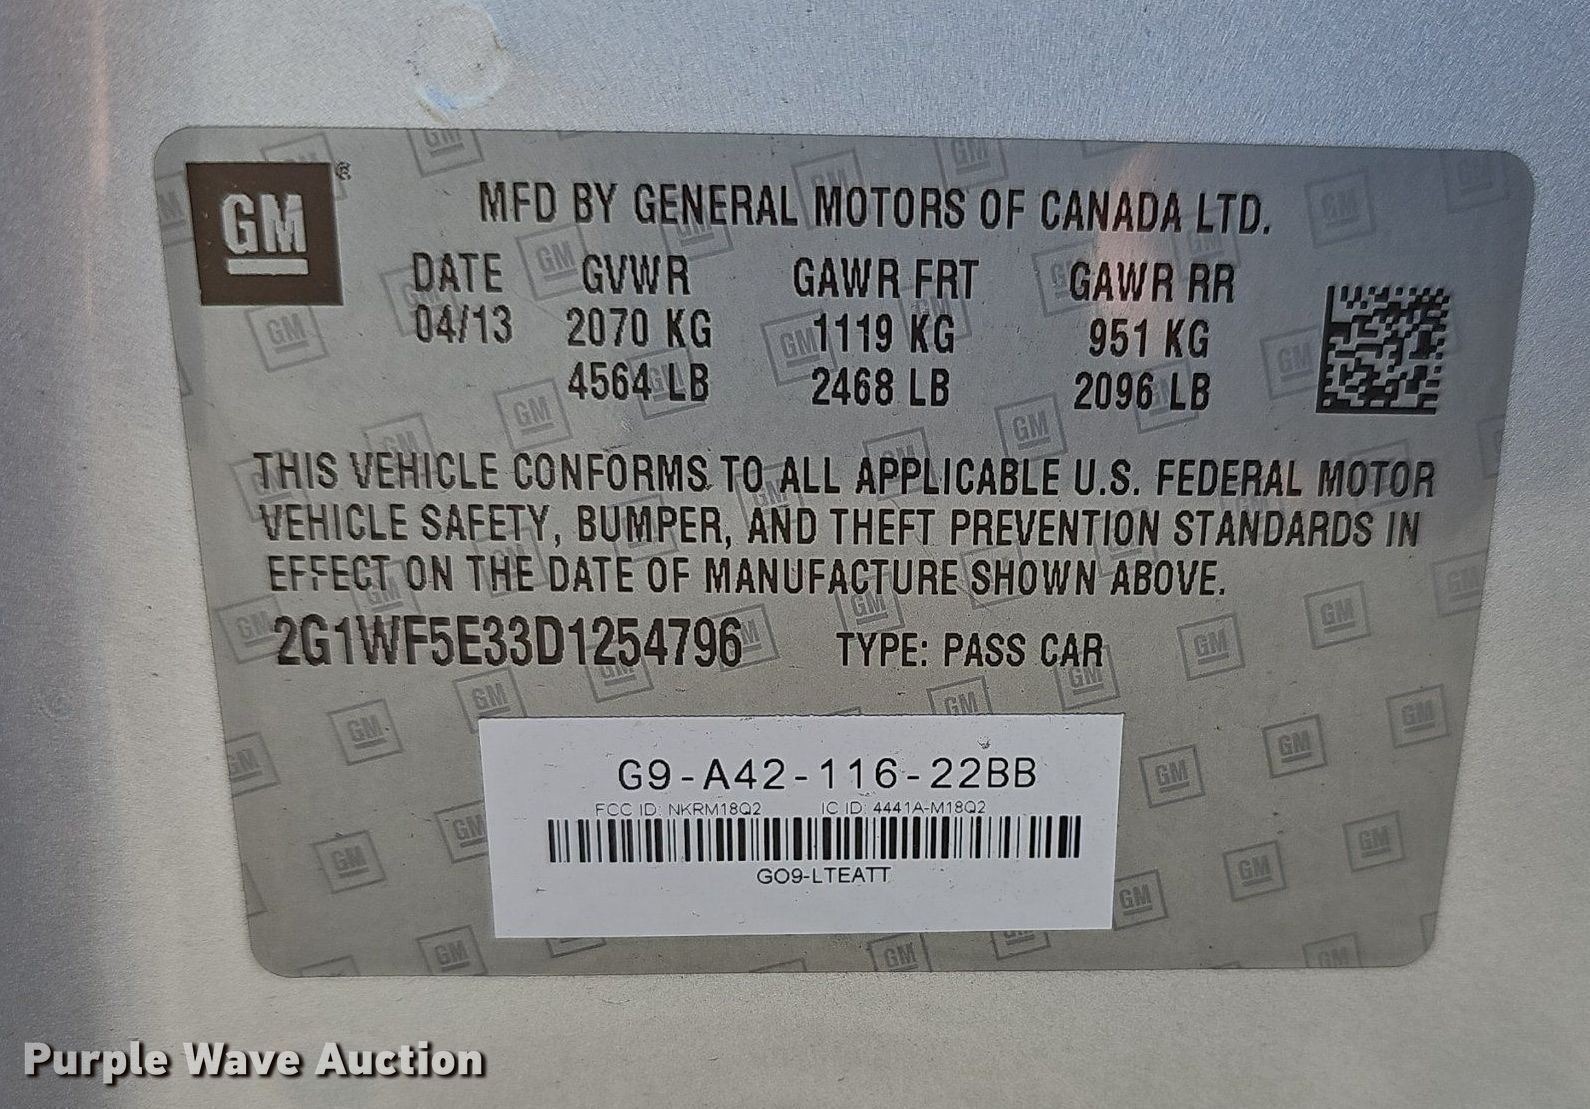 GM®
MFD BY GENERAL MOTORS OF CANADA LTD.
DATE GVWR GAWR FRT GAWR RR
04/13 2070 KG 1119 KG 951 KG
4564 LB 2468 LB 2096 LB
THIS VEHICLE CONFORMS TO ALL APPLICABLE U.S. FEDERAL MOTOR
VEHICLE SAFETY, BUMPER, AND THEFT PREVENTION STANDARDS IN
EFFECT ON THE DATE OF MANUFACTURE SHOWN ABOVE.
2G1WF5E33D1254796 TYPE: PASS CAR
G9-A42-116-22BB
FCC ID: NKRM18Q2 IC ID: 4441A-M18Q2
GO9-LTEATT
Purple Wave Auction